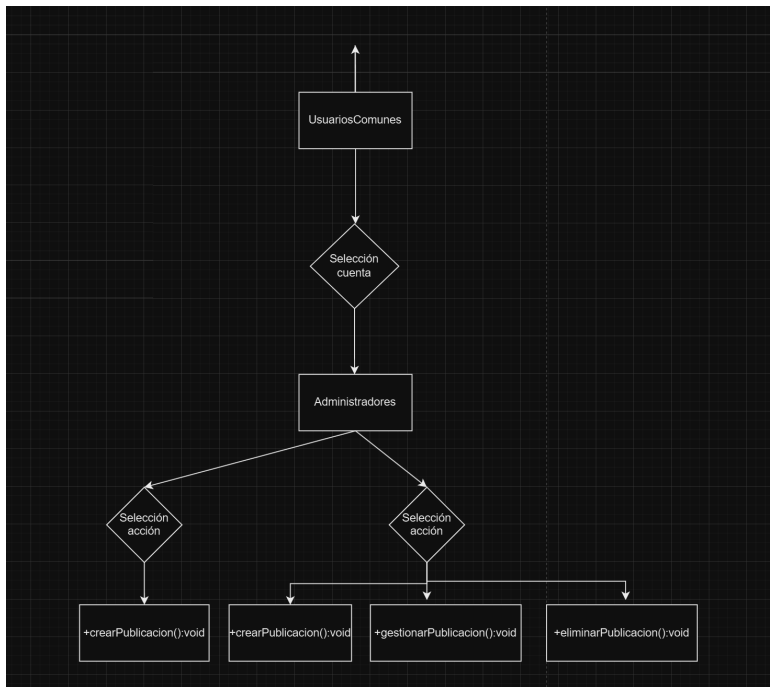 UsuariosComunes
Selección
cuenta
Administradores
Selección
acción
Selección
acción
+crearPublicacion():void
+crearPublicacion():void
+gestionarPublicacion():void
+eliminarPublicacion():void